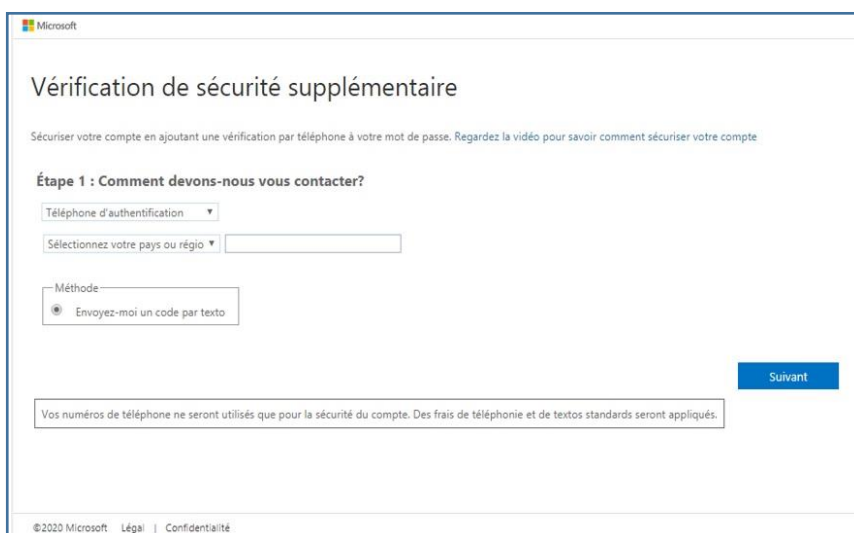 Microsoft
Vérification de sécurité supplémentaire
Sécuriser votre compte en ajoutant une vérification par téléphone à votre mot de passe. Regardez la vidéo pour savoir comment sécuriser votre compte
Étape 1 : Comment devons-nous vous contacter?
Téléphone d'authentification
Sélectionnez votre pays ou régio
Méthode
Envoyez-moi un code par texto
Suivant
Vos numéros de téléphone ne seront utilisés que pour la sécurité du compte. Des frais de téléphonie et de textos standards seront appliqués.
©2020 Microsoft Légal | Confidentialité